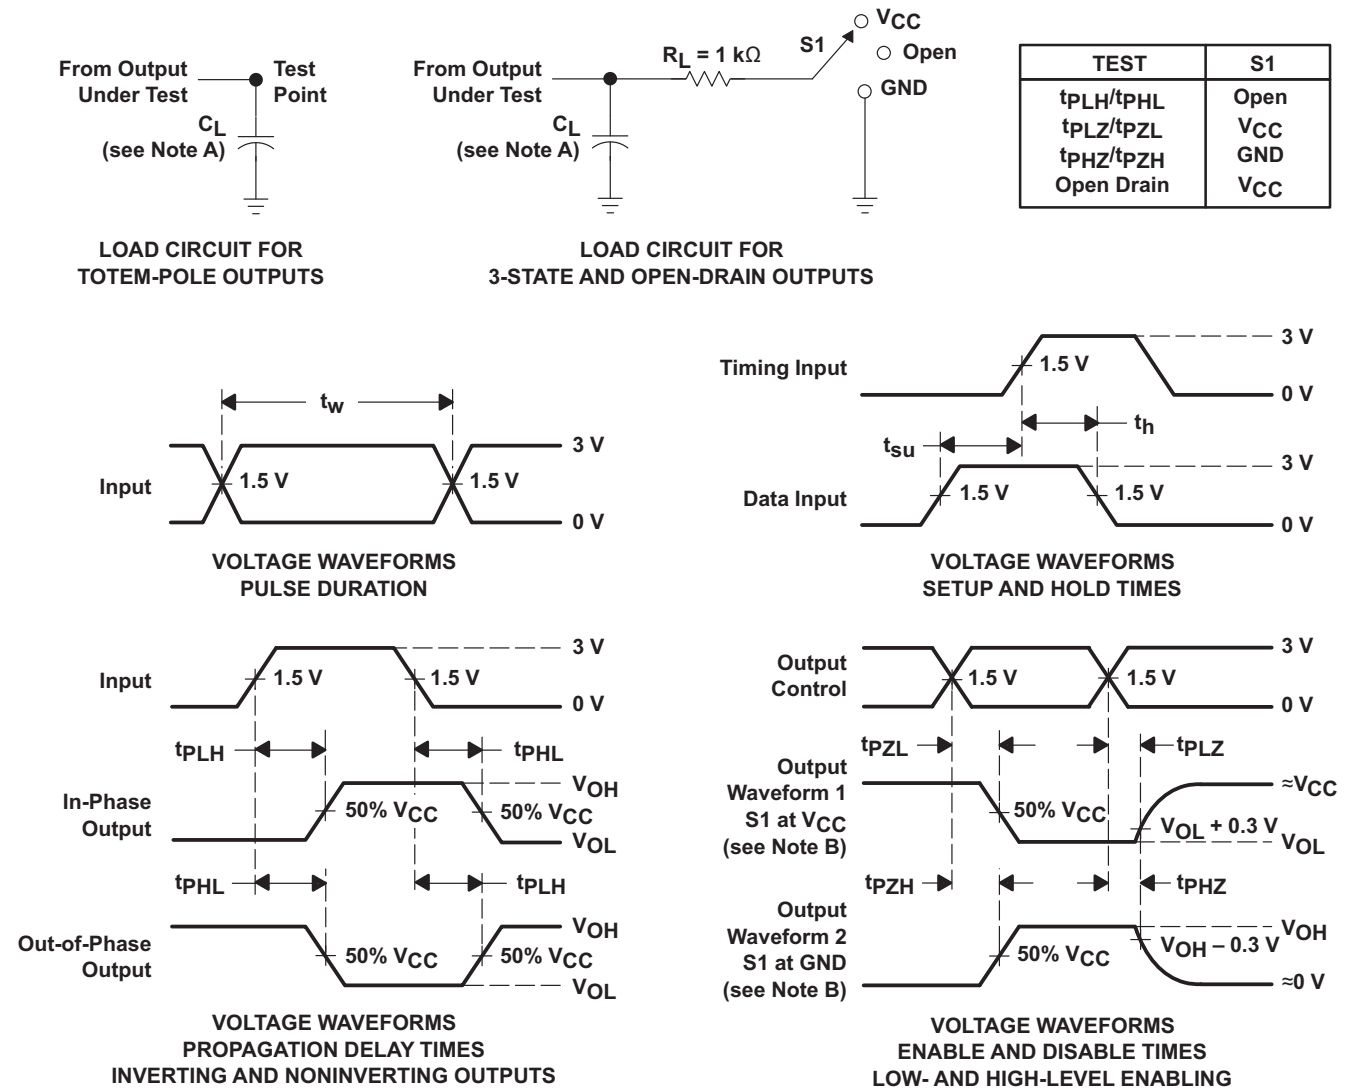 From Output
Under Test
Test
Point
CL
(see Note A)
LOAD CIRCUIT FOR
TOTEM-POLE OUTPUTS
From Output
Under Test
RL = 1 kΩ
S1
VCC
Open
GND
CL
(see Note A)
LOAD CIRCUIT FOR
3-STATE AND OPEN-DRAIN OUTPUTS
TEST S1
tPLH/tPHL Open
tPLZ/tPZL VCC
tPHZ/tPZH GND
Open Drain VCC
tw
Input
1.5 V
1.5 V
3 V
0 V
VOLTAGE WAVEFORMS
PULSE DURATION
Timing Input
1.5 V
3 V
0 V
tsu
th
Data Input
1.5 V
1.5 V
3 V
0 V
VOLTAGE WAVEFORMS
SETUP AND HOLD TIMES
Input
1.5 V
1.5 V
3 V
0 V
tPLH
tPHL
In-Phase
Output
50% VCC
50% VCC
VOH
VOL
tPHL
tPLH
Out-of-Phase
Output
50% VCC
50% VCC
VOH
VOL
VOLTAGE WAVEFORMS
PROPAGATION DELAY TIMES
INVERTING AND NONINVERTING OUTPUTS
Output
Control
1.5 V
1.5 V
3 V
0 V
tPZL
tPLZ
Output
Waveform 1
S1 at VCC
(see Note B)
50% VCC
≈VCC
VOL + 0.3 V
VOL
tPZH
tPHZ
Output
Waveform 2
S1 at GND
(see Note B)
50% VCC
VOH
VOH – 0.3 V
≈0 V
VOLTAGE WAVEFORMS
ENABLE AND DISABLE TIMES
LOW- AND HIGH-LEVEL ENABLING